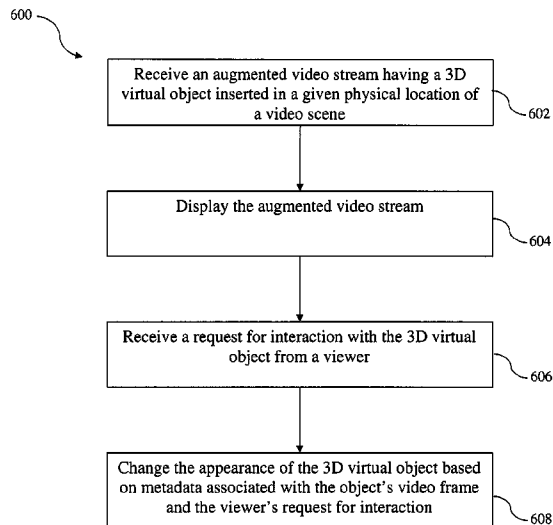 600
Receive an augmented video stream having a 3D
virtual object inserted in a given physical location of
a video scene
602
Display the augmented video stream
604
Receive a request for interaction with the 3D virtual
object from a viewer
606
Change the appearance of the 3D virtual object based
on metadata associated with the object's video frame
and the viewer's request for interaction
608